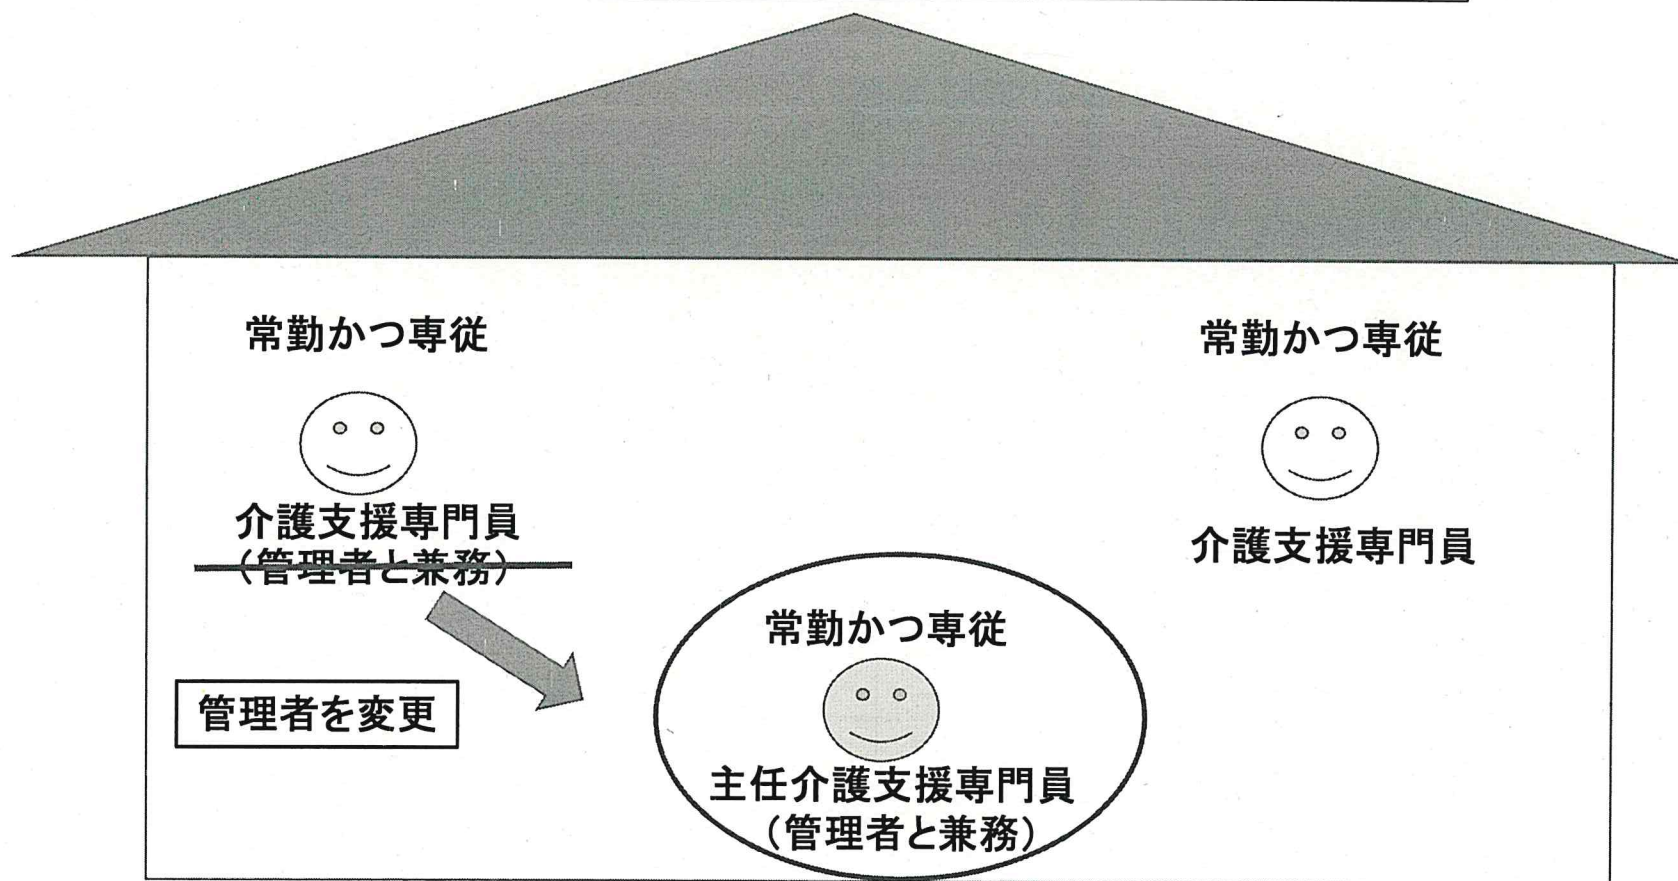 常勤かつ専従
介護支援専門員
(管理者と兼務)
管理者を変更
常勤かつ専従
主任介護支援専門員
(管理者と兼務)
常勤かつ専従
介護支援専門員